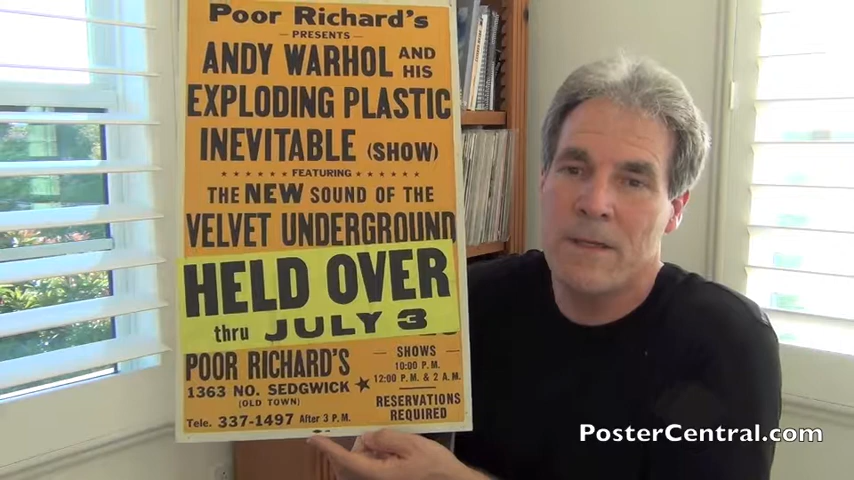 Poor Richard's
— PRESENTS —
ANDY WARHOL AND HIS
EXPLODING PLASTIC
INEVITABLE (SHOW)
FEATURING
THE NEW SOUND OF THE
VELVET UNDERGROUND
HELD OVER
thru JULY 3
POOR RICHARD'S
1363 NO. SEDGWICK
(OLD TOWN)
Tele. 337-1497 After 3 P.M.
— SHOWS —
10:00 P.M.
12:00 P.M. & 2 A.M.
RESERVATIONS
REQUIRED
PosterCentral.com